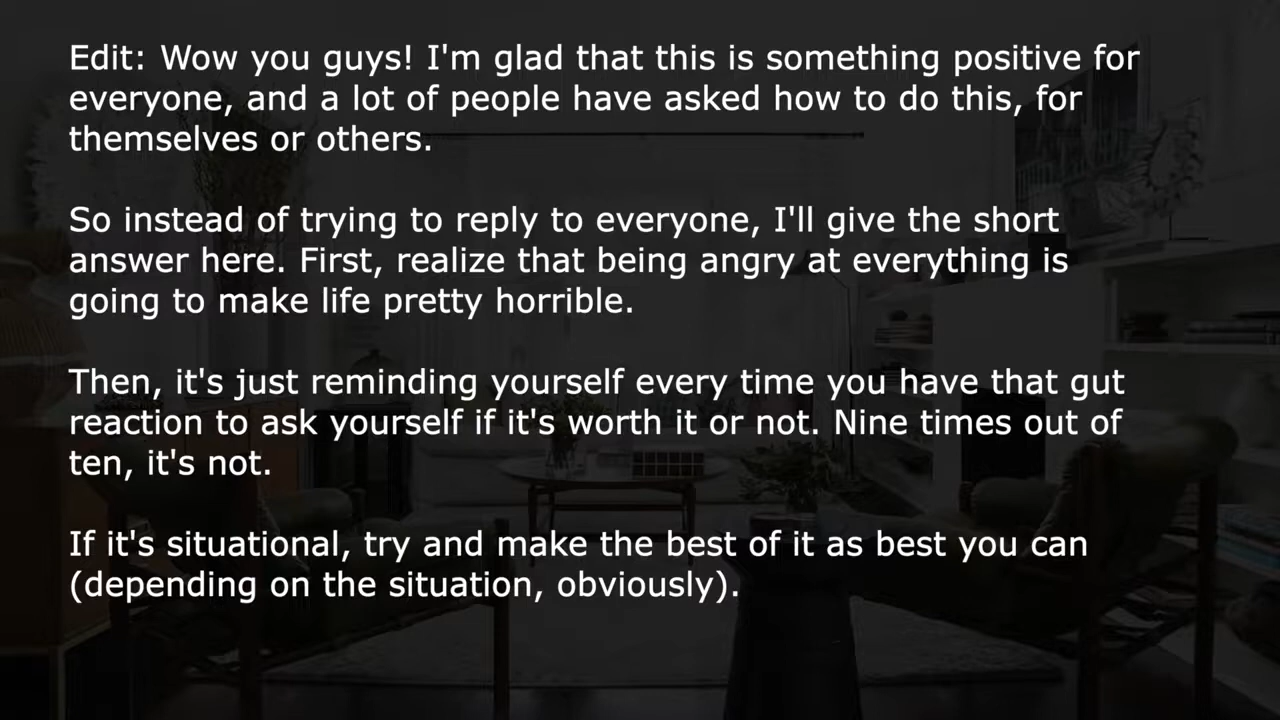 Edit: Wow you guys! I'm glad that this is something positive for
everyone, and a lot of people have asked how to do this, for
themselves or others.
So instead of trying to reply to everyone, I'll give the short
answer here. First, realize that being angry at everything is
going to make life pretty horrible.
Then, it's just reminding yourself every time you have that gut
reaction to ask yourself if it's worth it or not. Nine times out of
ten, it's not.
If it's situational, try and make the best of it as best you can
(depending on the situation, obviously).